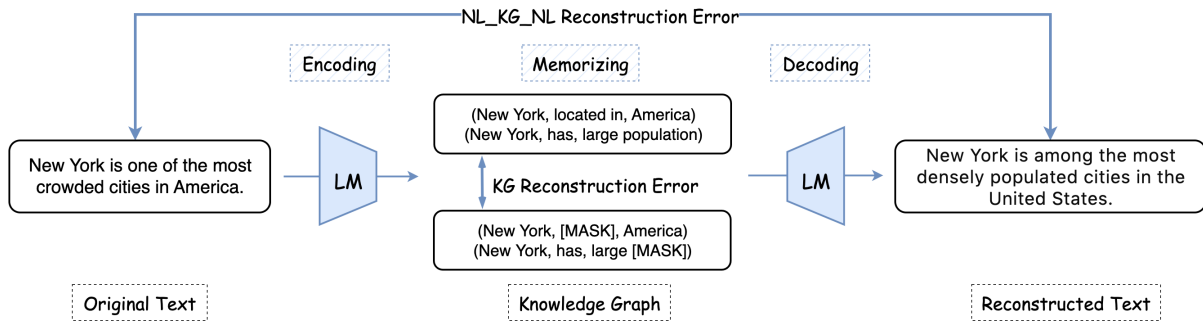 NL_KG_NL Reconstruction Error
Encoding
Memorizing
Decoding
New York is one of the most
crowded cities in America.
LM
(New York, located in, America)
(New York, has, large population)
KG Reconstruction Error
(New York, [MASK], America)
(New York, has, large [MASK])
LM
New York is among the most
densely populated cities in the
United States.
Original Text
Knowledge Graph
Reconstructed Text